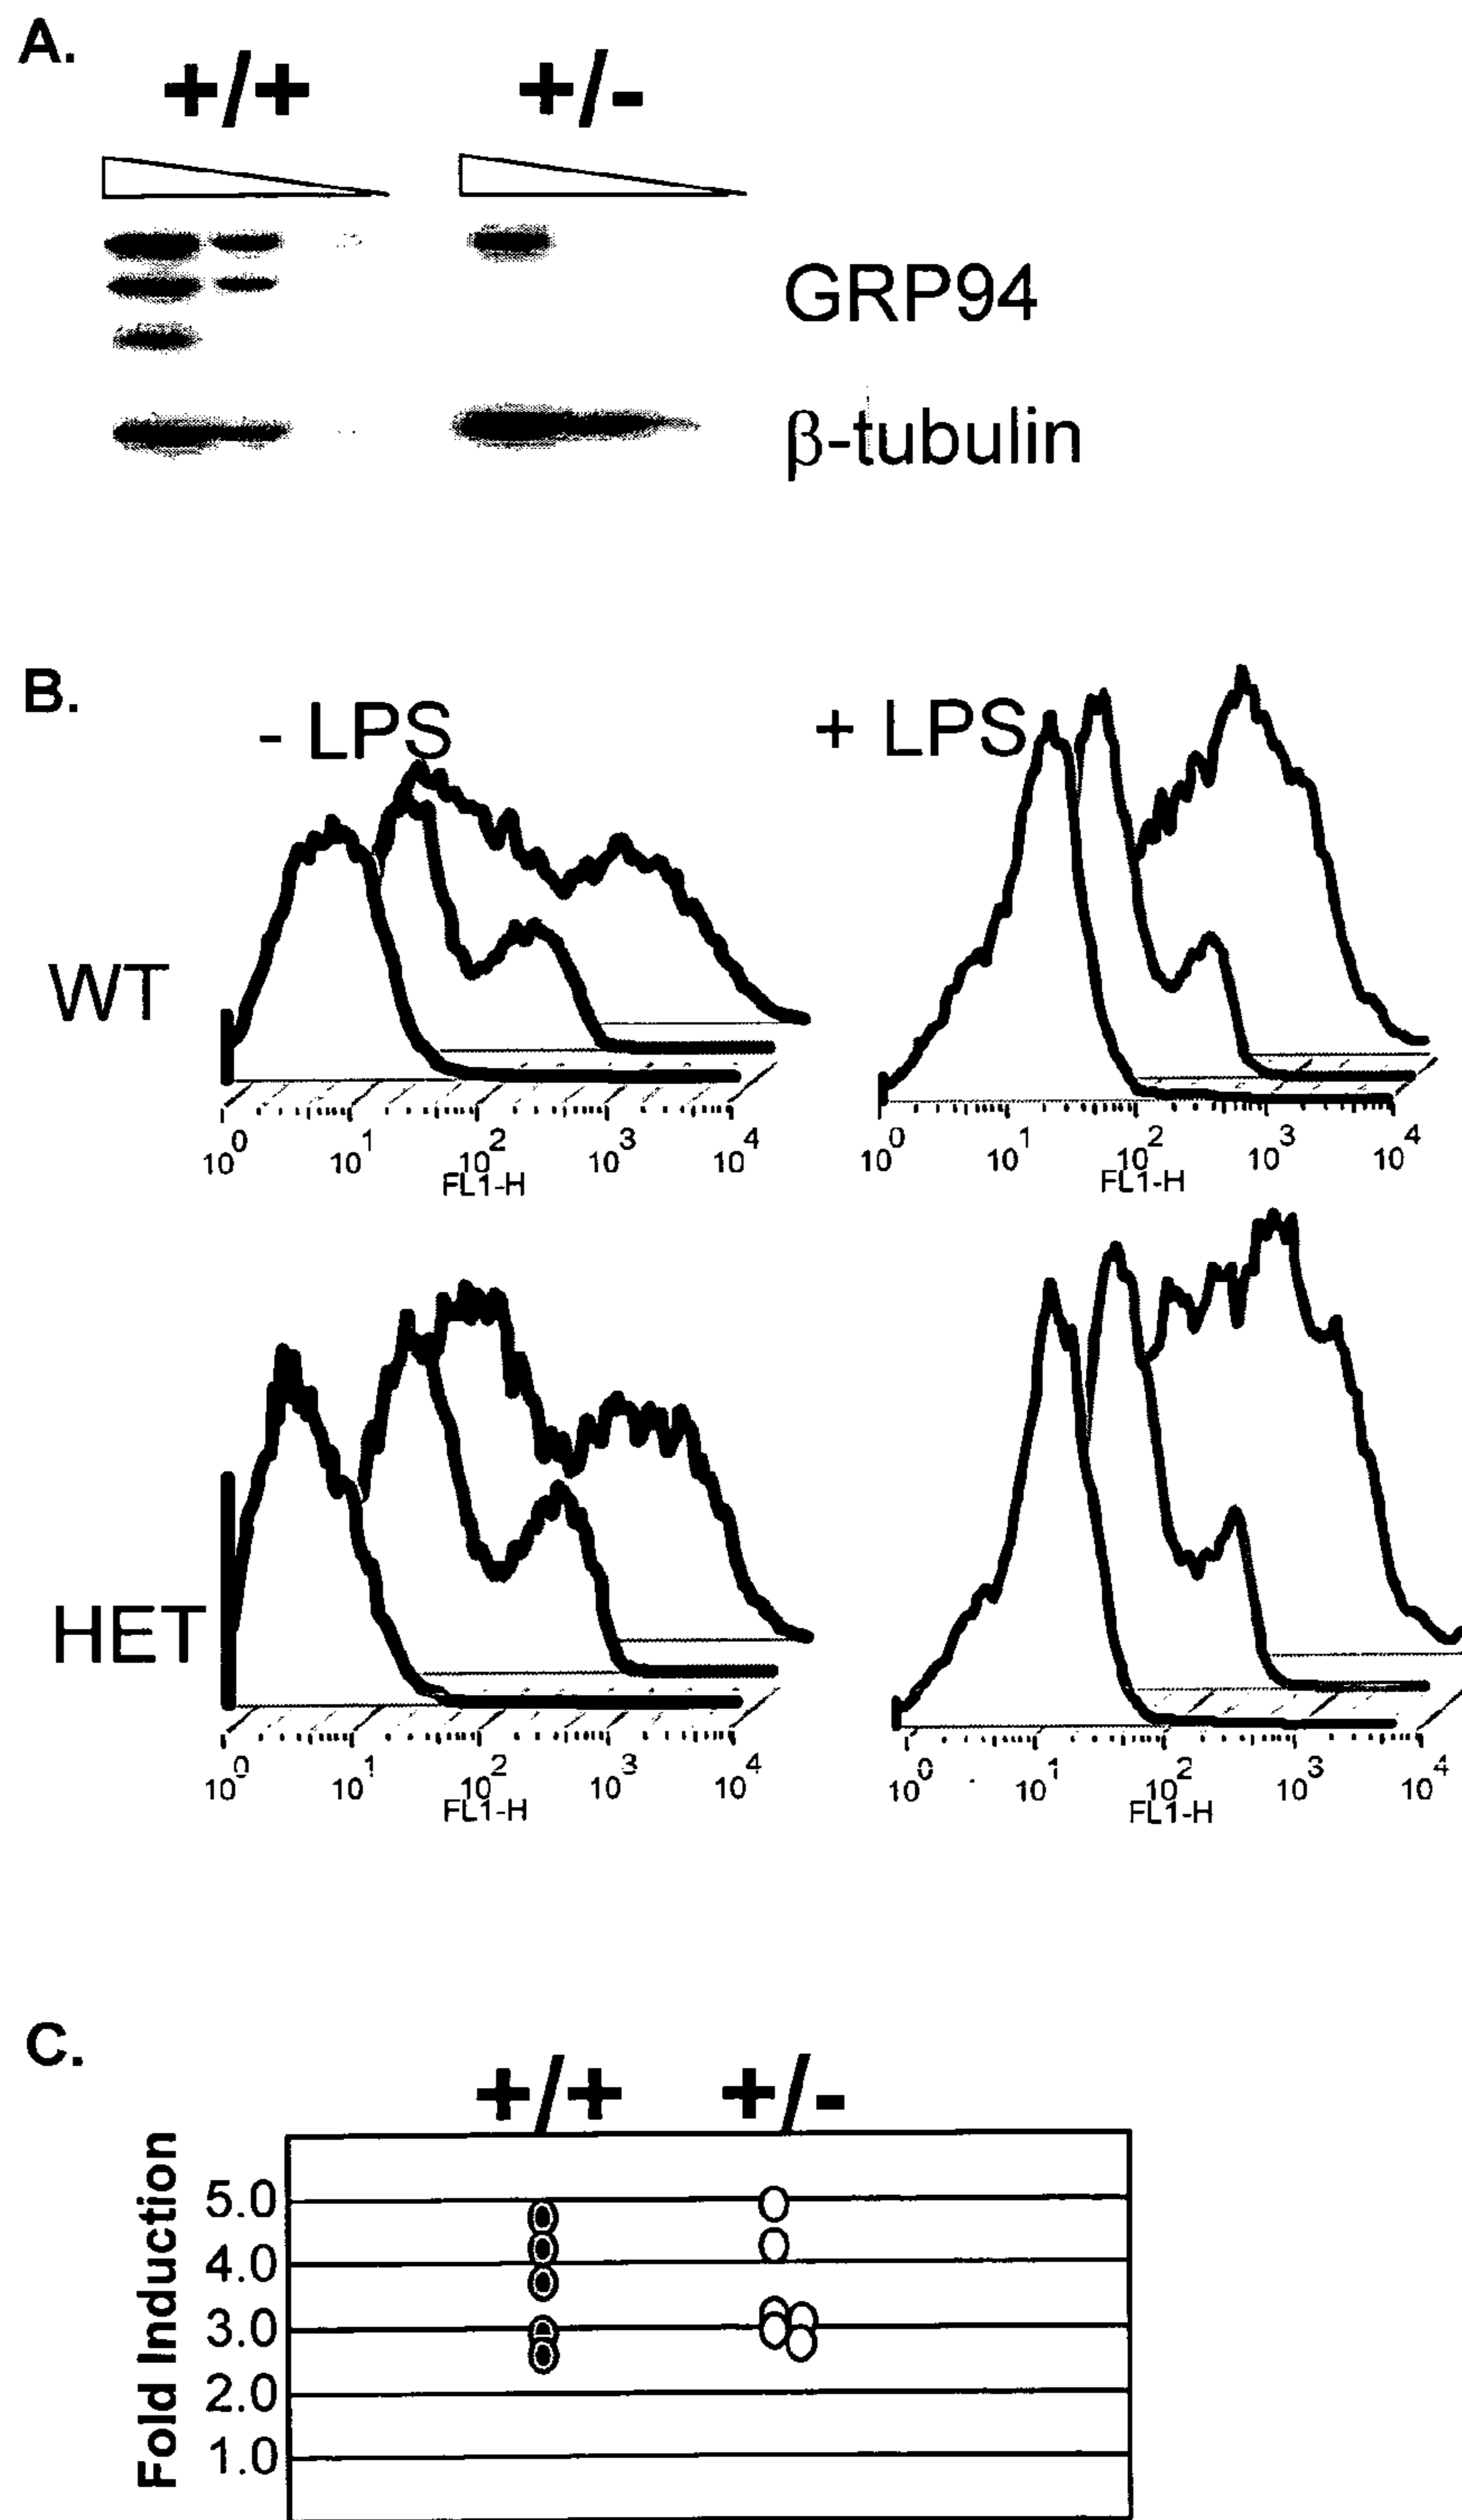 A.
+/+ +/-
GRP94
β-tubulin
B.
- LPS + LPS
WT
10^0 10^1 10^2 10^3 10^4
FL1-H
10^0 10^1 10^2 10^3 10^4
FL1-H
HET
10^0 10^1 10^2 10^3 10^4
FL1-H
10^0 10^1 10^2 10^3 10^4
FL1-H
C.
+/+ +/-
Fold Induction
5.0
4.0
3.0
2.0
1.0